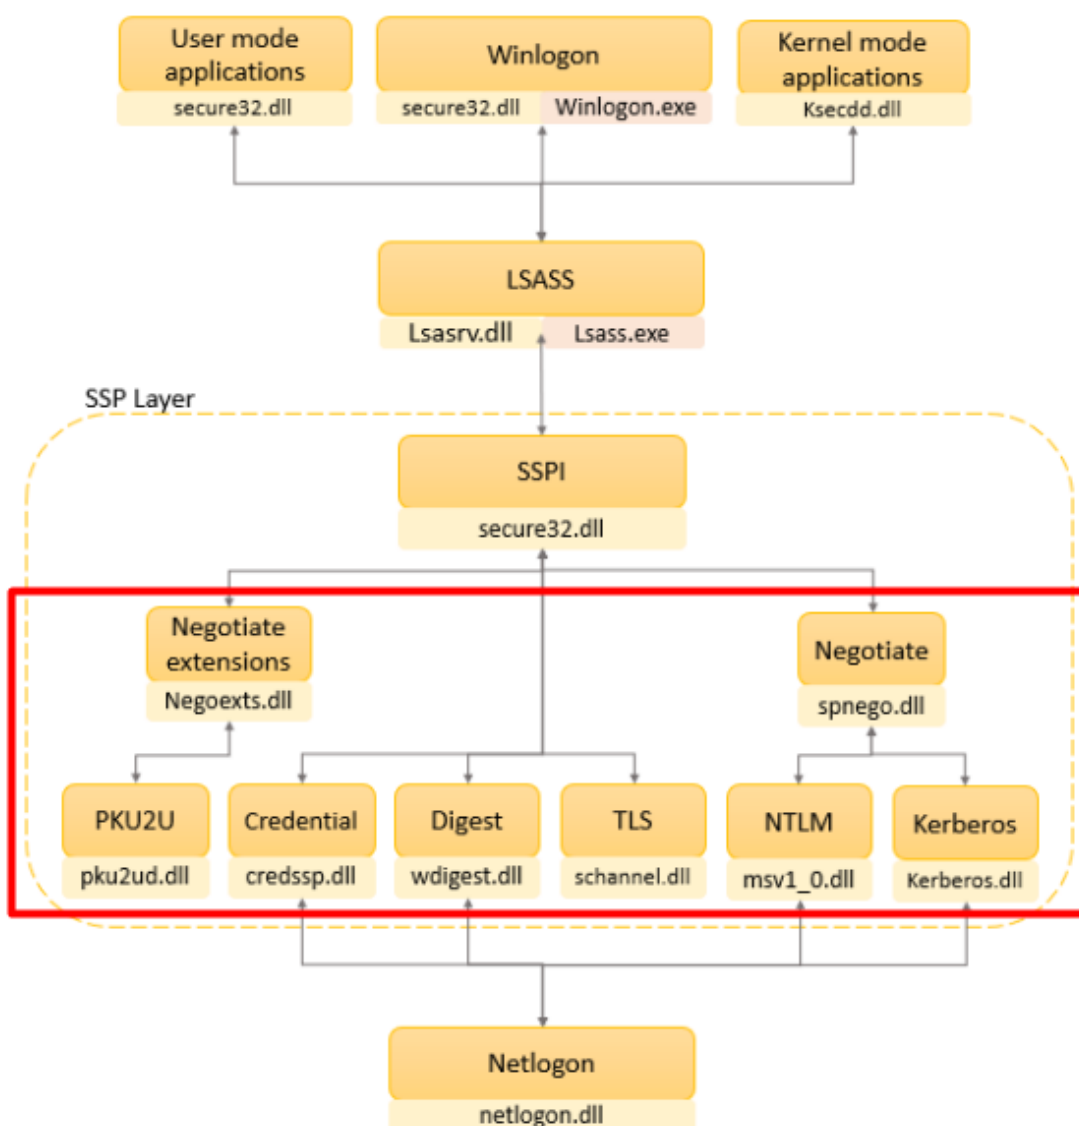 User mode
applications
secure32.dll
Winlogon
secure32.dll
Winlogon.exe
Kernel mode
applications
Ksecdd.dll
LSASS
Lsasrv.dll
Lsass.exe
SSP Layer
SSPI
secure32.dll
Negotiate
extensions
Negoexts.dll
Negotiate
spnego.dll
PKU2U
pku2ud.dll
Credential
credssp.dll
Digest
wdigest.dll
TLS
schannel.dll
NTLM
msv1_0.dll
Kerberos
Kerberos.dll
Netlogon
netlogon.dll